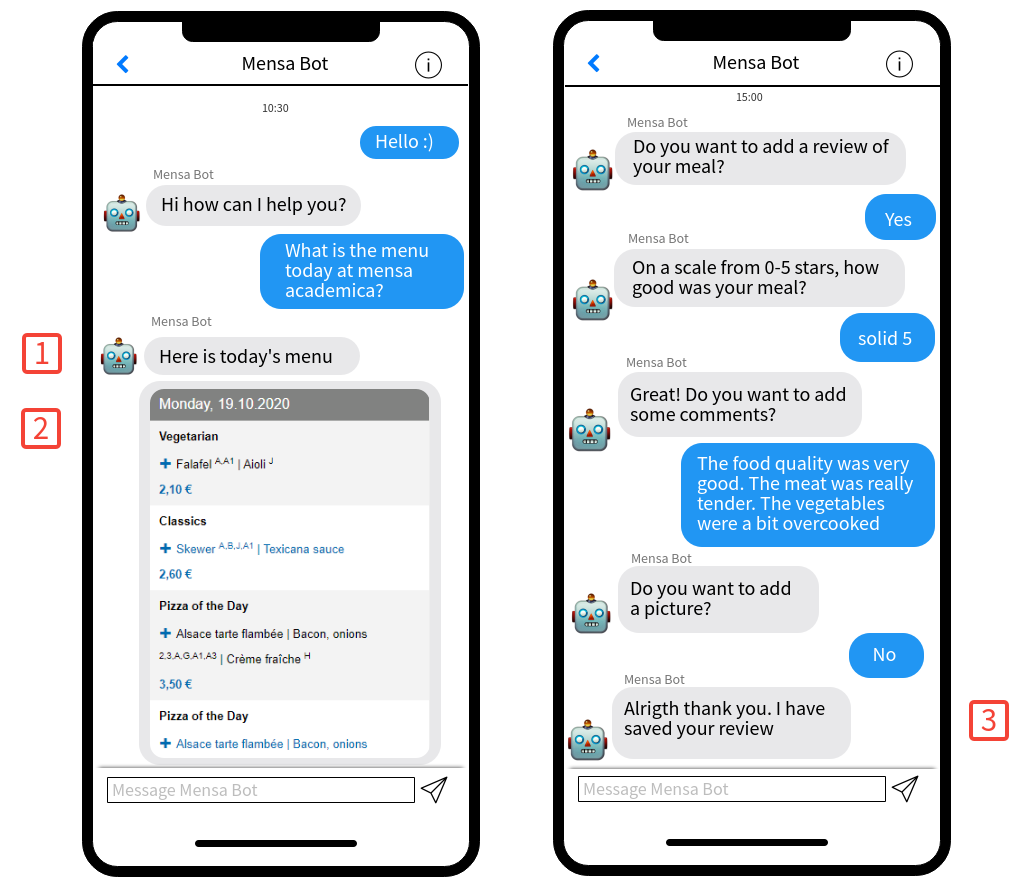 Mensa Bot
i
10:30
Hello :)
Mensa Bot
Hi how can I help you?
What is the menu
today at mensa
academica?
Mensa Bot
1
Here is today's menu
2
Monday, 19.10.2020
Vegetarian
+ Falafel A,A1 | Aioli J
2,10 €
Classics
+ Skewer A,B,J,A1 | Texicana sauce
2,60 €
Pizza of the Day
+ Alsace tarte flambée | Bacon, onions
2,3,A,G,A1,A3 | Crème fraîche H
3,50 €
Pizza of the Day
+ Alsace tarte flambée | Bacon, onions
Message Mensa Bot
Mensa Bot
i
15:00
Mensa Bot
Do you want to add a review of
your meal?
Yes
Mensa Bot
On a scale from 0-5 stars, how
good was your meal?
solid 5
Mensa Bot
Great! Do you want to add
some comments?
The food quality was very
good. The meat was really
tender. The vegetables
were a bit overcooked
Mensa Bot
Do you want to add
a picture?
No
Mensa Bot
Alrigth thank you. I have
saved your review
3
Message Mensa Bot